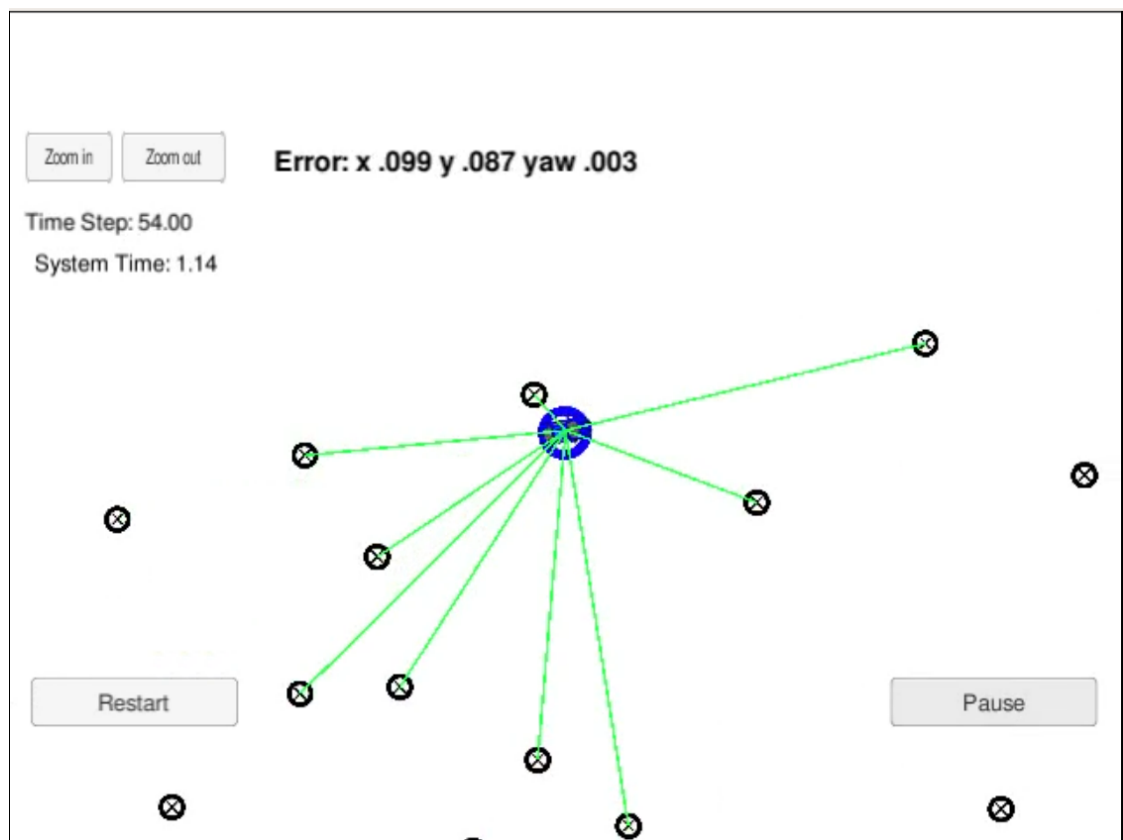 Zoom in
Zoom out
Error: x .099 y .087 yaw .003
Time Step: 54.00
System Time: 1.14
Restart
Pause